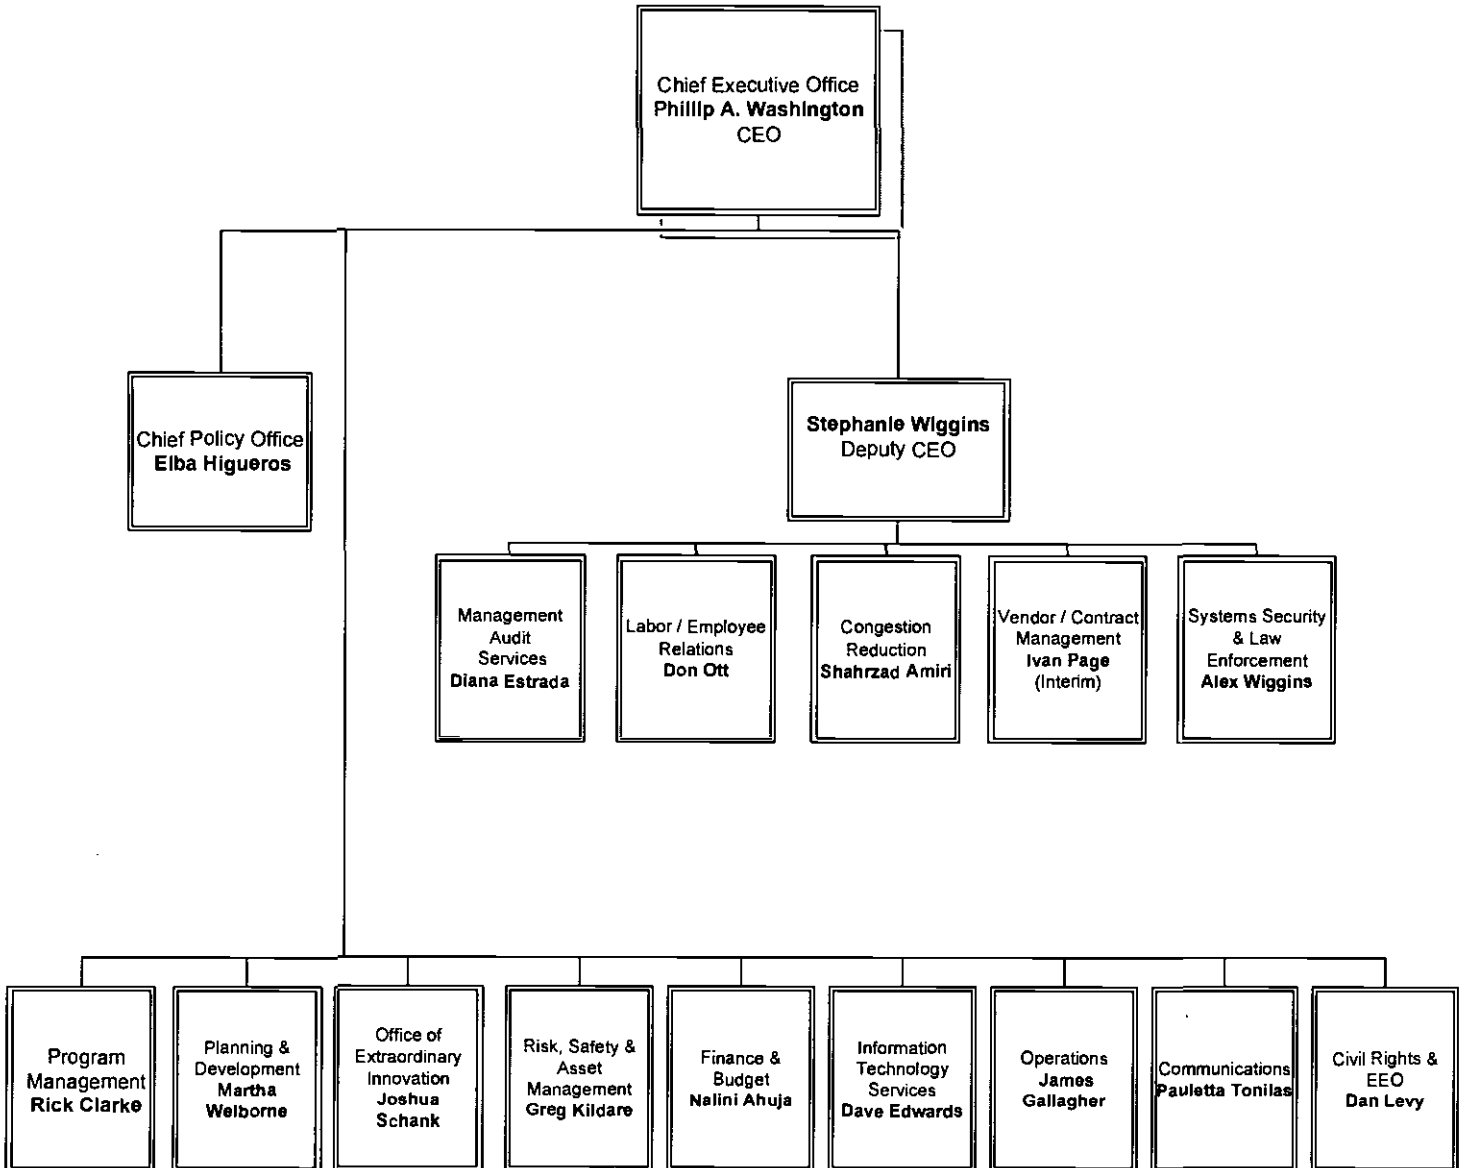 Chief Executive Office
Phillip A. Washington
CEO
Chief Policy Office
Elba Higueros
Stephanie Wiggins
Deputy CEO
Management
Audit
Services
Diana Estrada
Labor / Employee
Relations
Don Ott
Congestion
Reduction
Shahrzad Amiri
Vendor / Contract
Management
Ivan Page
(Interim)
Systems Security
& Law
Enforcement
Alex Wiggins
Program
Management
Rick Clarke
Planning &
Development
Martha
Welborne
Office of
Extraordinary
Innovation
Joshua
Schank
Risk, Safety &
Asset
Management
Greg Kildare
Finance &
Budget
Nalini Ahuja
Information
Technology
Services
Dave Edwards
Operations
James
Gallagher
Communications
Pauletta Tonilas
Civil Rights &
EEO
Dan Levy